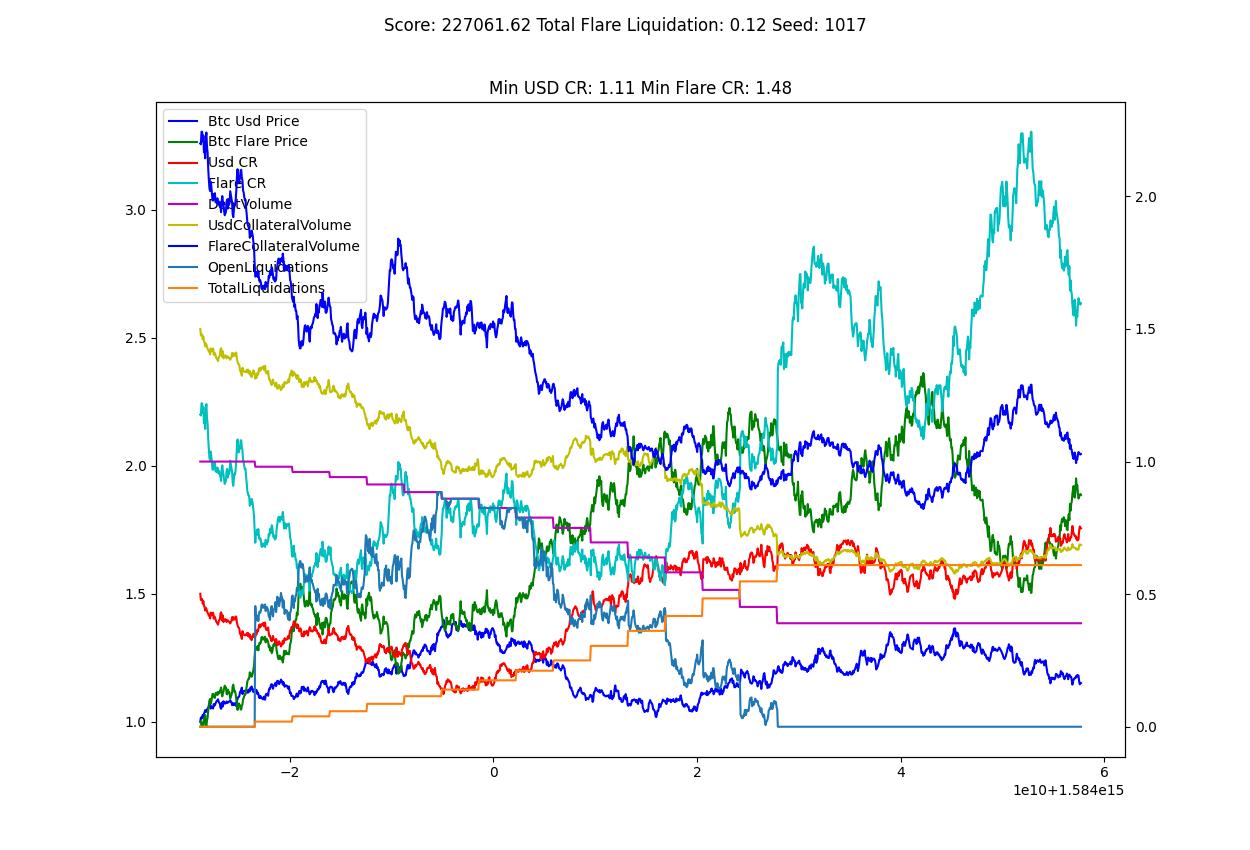 Score: 227061.62 Total Flare Liquidation: 0.12 Seed: 1017
Min USD CR: 1.11 Min Flare CR: 1.48
Btc Usd Price
Btc Flare Price
Usd CR
Flare CR
DebtVolume
UsdCollateralVolume
FlareCollateralVolume
OpenLiquidations
TotalLiquidations
3.0
2.5
2.0
1.5
1.0
2.0
1.5
1.0
0.5
0.0
−2
0
2
4
6
1e10+1.584e15